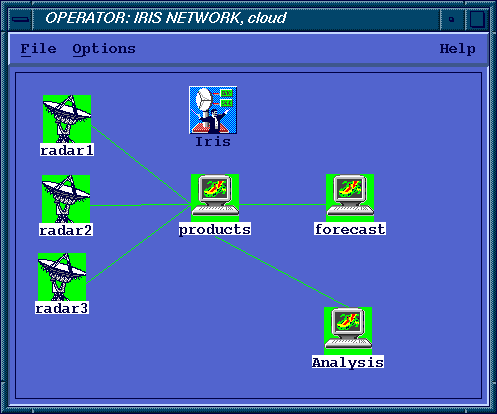 OPERATOR: IRIS NETWORK, cloud
File Options Help
radar1
Iris
radar2
products
forecast
radar3
Analysis